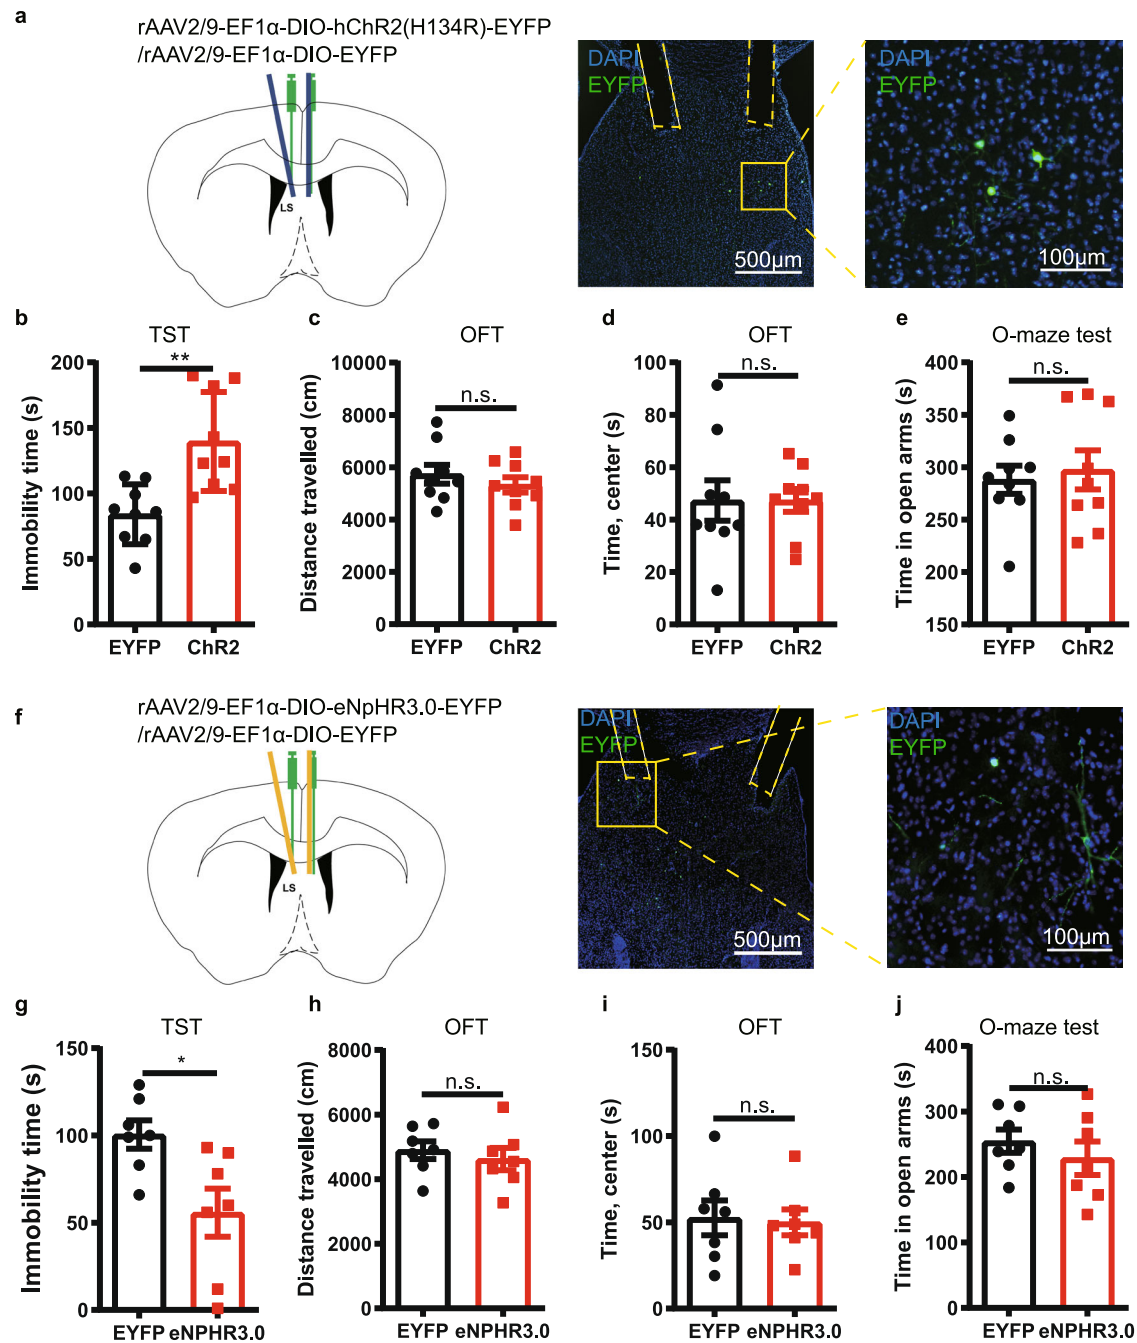 a
rAAV2/9-EF1α-DIO-hChR2(H134R)-EYFP
/rAAV2/9-EF1α-DIO-EYFP
LS
DAPI
EYFP
500µm
DAPI
EYFP
100µm
b
TST
**
Immobility time (s)
200
150
100
50
0
EYFP ChR2
c
OFT
n.s.
Distance travelled (cm)
10000
8000
6000
4000
2000
0
EYFP ChR2
d
OFT
n.s.
Time, center (s)
100
80
60
40
20
0
EYFP ChR2
e
O-maze test
n.s.
Time in open arms (s)
400
350
300
250
200
150
EYFP ChR2
f
rAAV2/9-EF1α-DIO-eNpHR3.0-EYFP
/rAAV2/9-EF1α-DIO-EYFP
LS
DAPI
EYFP
500µm
DAPI
EYFP
100µm
g
TST
*
Immobility time (s)
150
100
50
0
EYFP eNPHR3.0
h
OFT
n.s.
Distance travelled (cm)
8000
6000
4000
2000
0
EYFP eNPHR3.0
i
OFT
n.s.
Time, center (s)
150
100
50
0
EYFP eNPHR3.0
j
O-maze test
n.s.
Time in open arms (s)
400
300
200
100
0
EYFP eNPHR3.0